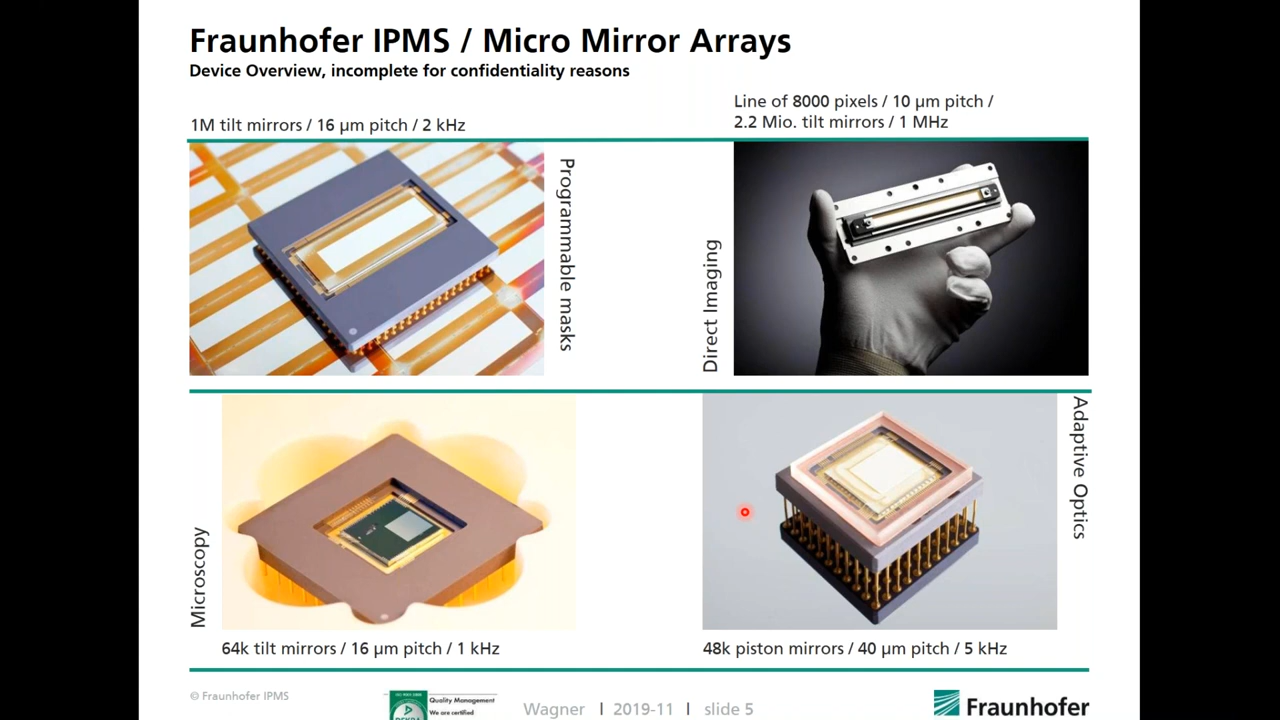 Fraunhofer IPMS / Micro Mirror Arrays
Device Overview, incomplete for confidentiality reasons
1M tilt mirrors / 16 µm pitch / 2 kHz
Line of 8000 pixels / 10 µm pitch /
2.2 Mio. tilt mirrors / 1 MHz
Programmable masks
Direct Imaging
Microscopy
Adaptive Optics
64k tilt mirrors / 16 µm pitch / 1 kHz
48k piston mirrors / 40 µm pitch / 5 kHz
© Fraunhofer IPMS
Quality Management
We are certified
Wagner | 2019-11 | slide 5
Fraunhofer